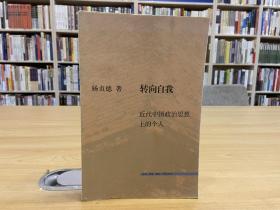 杨贞德 著
转向自我
近代中国政治思想
上的个人